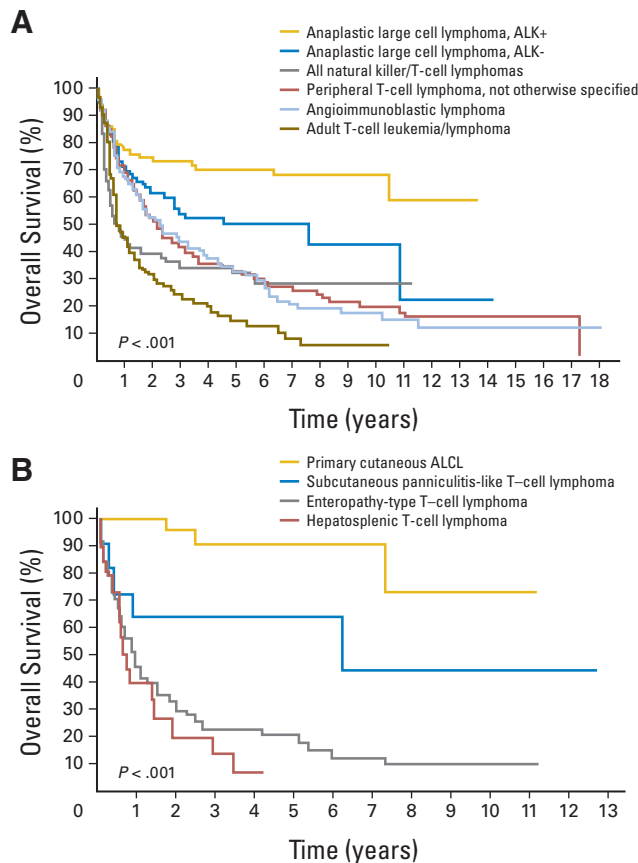 A
Anaplastic large cell lymphoma, ALK+
Anaplastic large cell lymphoma, ALK-
All natural killer/T-cell lymphomas
Peripheral T-cell lymphoma, not otherwise specified
Angioimmunoblastic lymphoma
Adult T-cell leukemia/lymphoma
Overall Survival (%)
100
90
80
70
60
50
40
30
20
10
P < .001
0 1 2 3 4 5 6 7 8 9 10 11 12 13 14 15 16 17 18
Time (years)
B
Primary cutaneous ALCL
Subcutaneous panniculitis-like T–cell lymphoma
Enteropathy-type T–cell lymphoma
Hepatosplenic T-cell lymphoma
Overall Survival (%)
100
90
80
70
60
50
40
30
20
10
P < .001
0 1 2 3 4 5 6 7 8 9 10 11 12 13
Time (years)